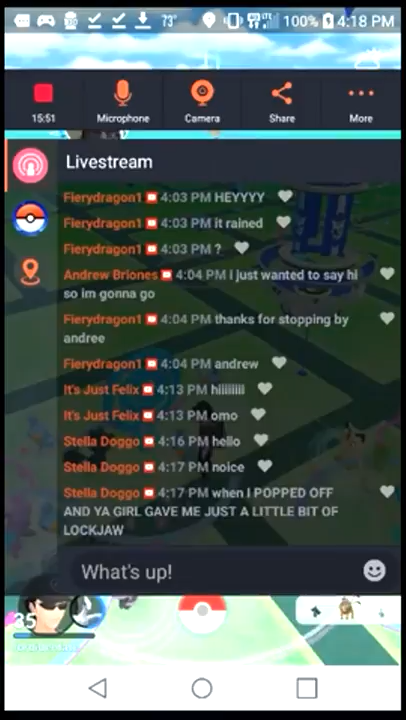 73° 100% 4:18 PM
15:51 Microphone Camera Share More
Livestream
Fierydragon1 4:03 PM HEYYYY
Fierydragon1 4:03 PM it rained
Fierydragon1 4:03 PM ?
Andrew Briones 4:04 PM I just wanted to say hi
so im gonna go
Fierydragon1 4:04 PM thanks for stopping by
andree
Fierydragon1 4:04 PM andrew
It's Just Felix 4:13 PM hiiiiiiii
It's Just Felix 4:13 PM omo
Stella Doggo 4:16 PM hello
Stella Doggo 4:17 PM noice
Stella Doggo 4:17 PM when I POPPED OFF
AND YA GIRL GAVE ME JUST A LITTLE BIT OF
LOCKJAW
What's up!
35